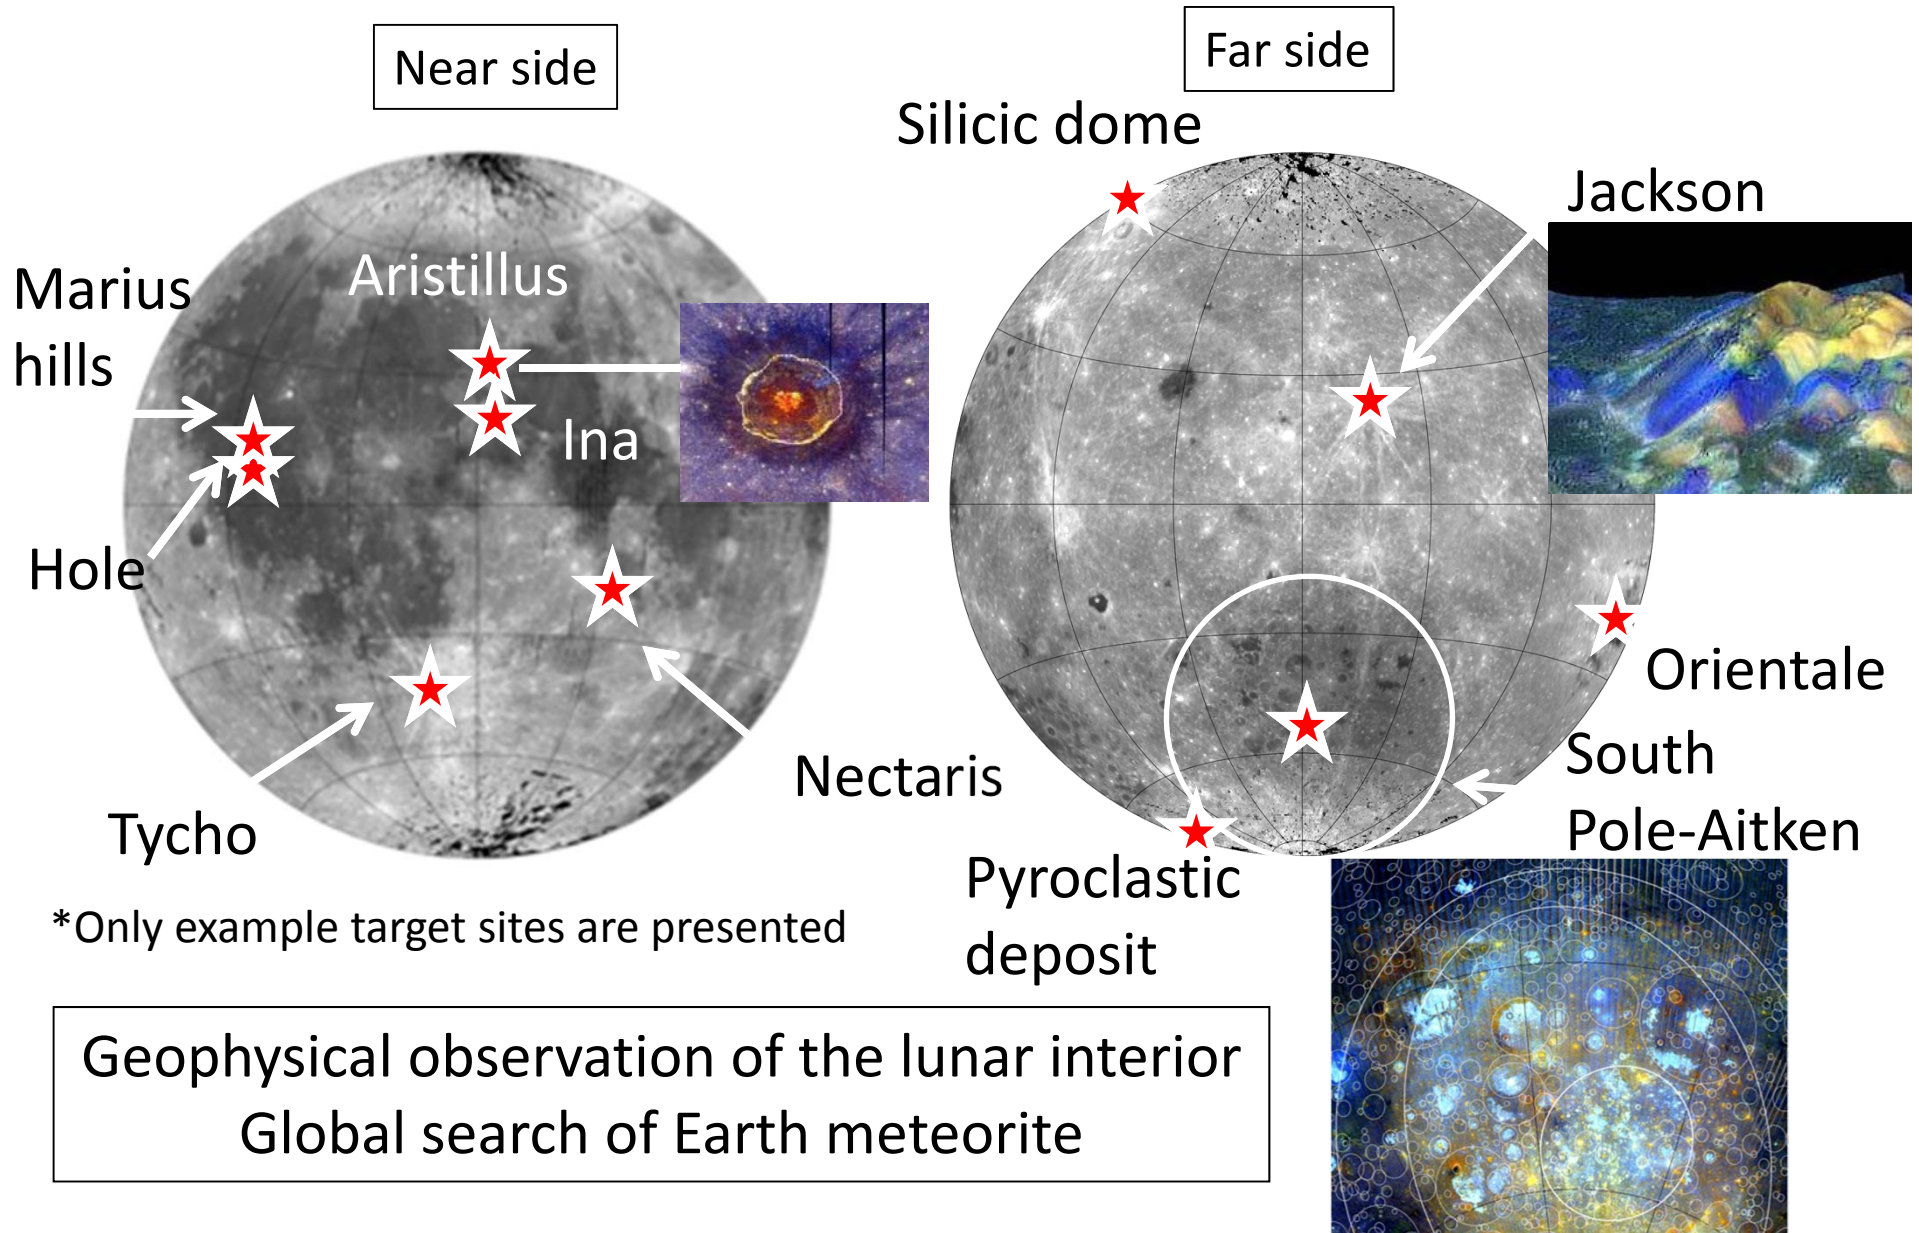 Near side
Far side
Silicic dome
Jackson
Marius
hills
Aristillus
Ina
Hole
Orientale
South
Pole-Aitken
Nectaris
Tycho
Pyroclastic
deposit
*Only example target sites are presented
Geophysical observation of the lunar interior
Global search of Earth meteorite